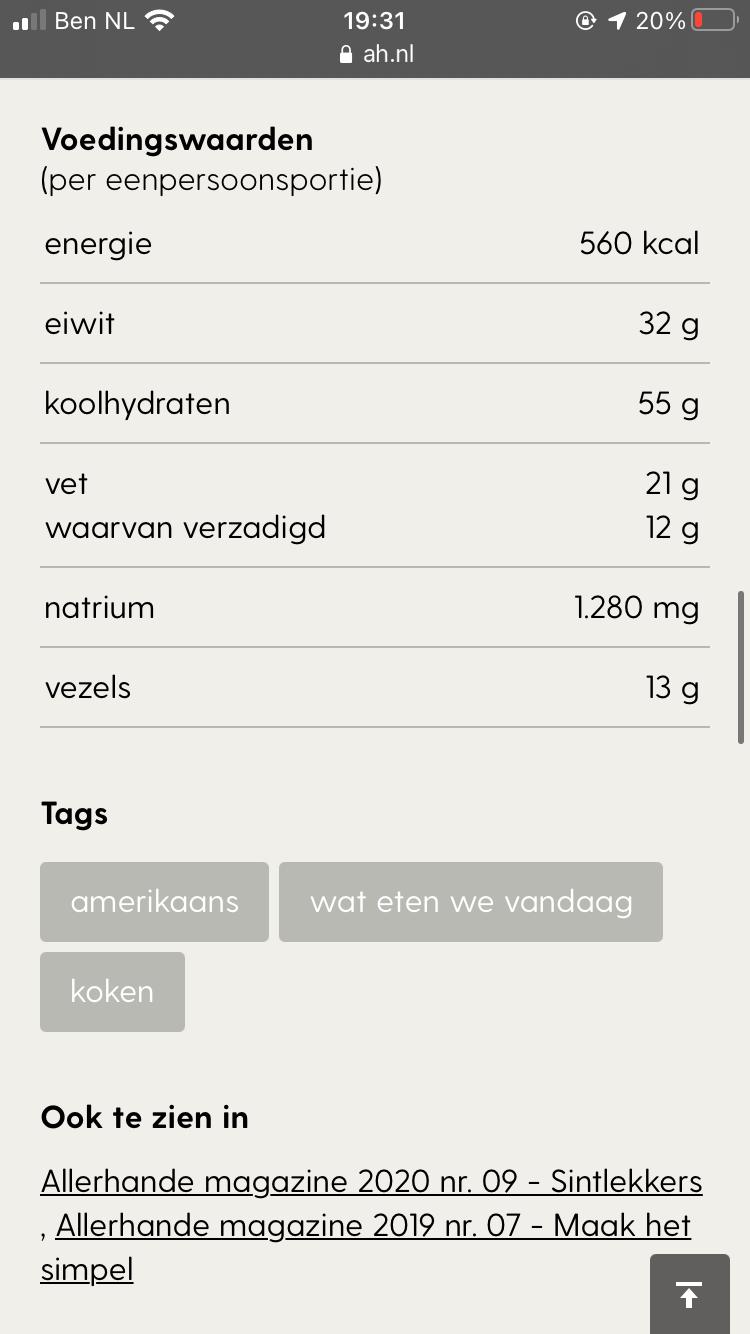 Ben NL 19:31 20%
ah.nl
Voedingswaarden
(per eenpersoonsportie)
energie 560 kcal
eiwit 32 g
koolhydraten 55 g
vet 21 g
waarvan verzadigd 12 g
natrium 1.280 mg
vezels 13 g
Tags
amerikaans wat eten we vandaag
koken
Ook te zien in
Allerhande magazine 2020 nr. 09 - Sintlekkers
, Allerhande magazine 2019 nr. 07 - Maak het
simpel